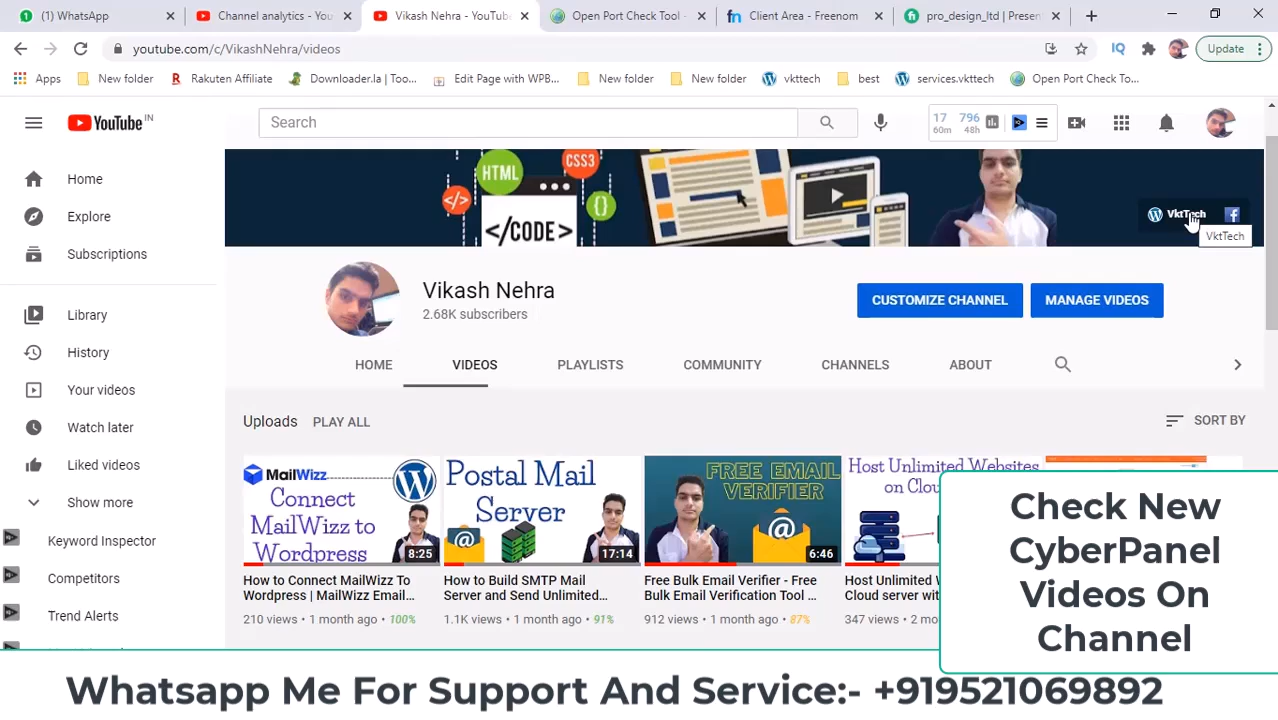 (1) WhatsApp
Channel analytics - You
Vikash Nehra - YouTube
Open Port Check Tool -
Client Area - Freenom
pro_design_ltd | Presen
youtube.com/c/VikashNehra/videos
IQ
Update
Apps
New folder
Rakuten Affiliate
Downloader.la | Too...
Edit Page with WPB...
New folder
New folder
vkttech
best
services.vkttech
Open Port Check To...
YouTube IN
Search
17 60m
796 48h
Home
Explore
Subscriptions
Library
History
Your videos
Watch later
Liked videos
Show more
Keyword Inspector
Competitors
Trend Alerts
HTML
CSS3
</>
{}
</CODE>
VktTech
VktTech
Vikash Nehra
2.68K subscribers
CUSTOMIZE CHANNEL
MANAGE VIDEOS
HOME
VIDEOS
PLAYLISTS
COMMUNITY
CHANNELS
ABOUT
Uploads
PLAY ALL
SORT BY
MailWizz
Connect
MailWizz to
Wordpress
8:25
How to Connect MailWizz To
Wordpress | MailWizz Email...
210 views • 1 month ago • 100%
Postal Mail
Server
17:14
How to Build SMTP Mail
Server and Send Unlimited...
1.1K views • 1 month ago • 91%
FREE EMAIL
VERIFIER
6:46
Free Bulk Email Verifier - Free
Bulk Email Verification Tool ...
912 views • 1 month ago • 87%
Host Unlimited Websites
on Cloud
Host Unlimited
Cloud server
347 views • 2
Check New
CyberPanel
Videos On
Channel
Whatsapp Me For Support And Service:- +919521069892